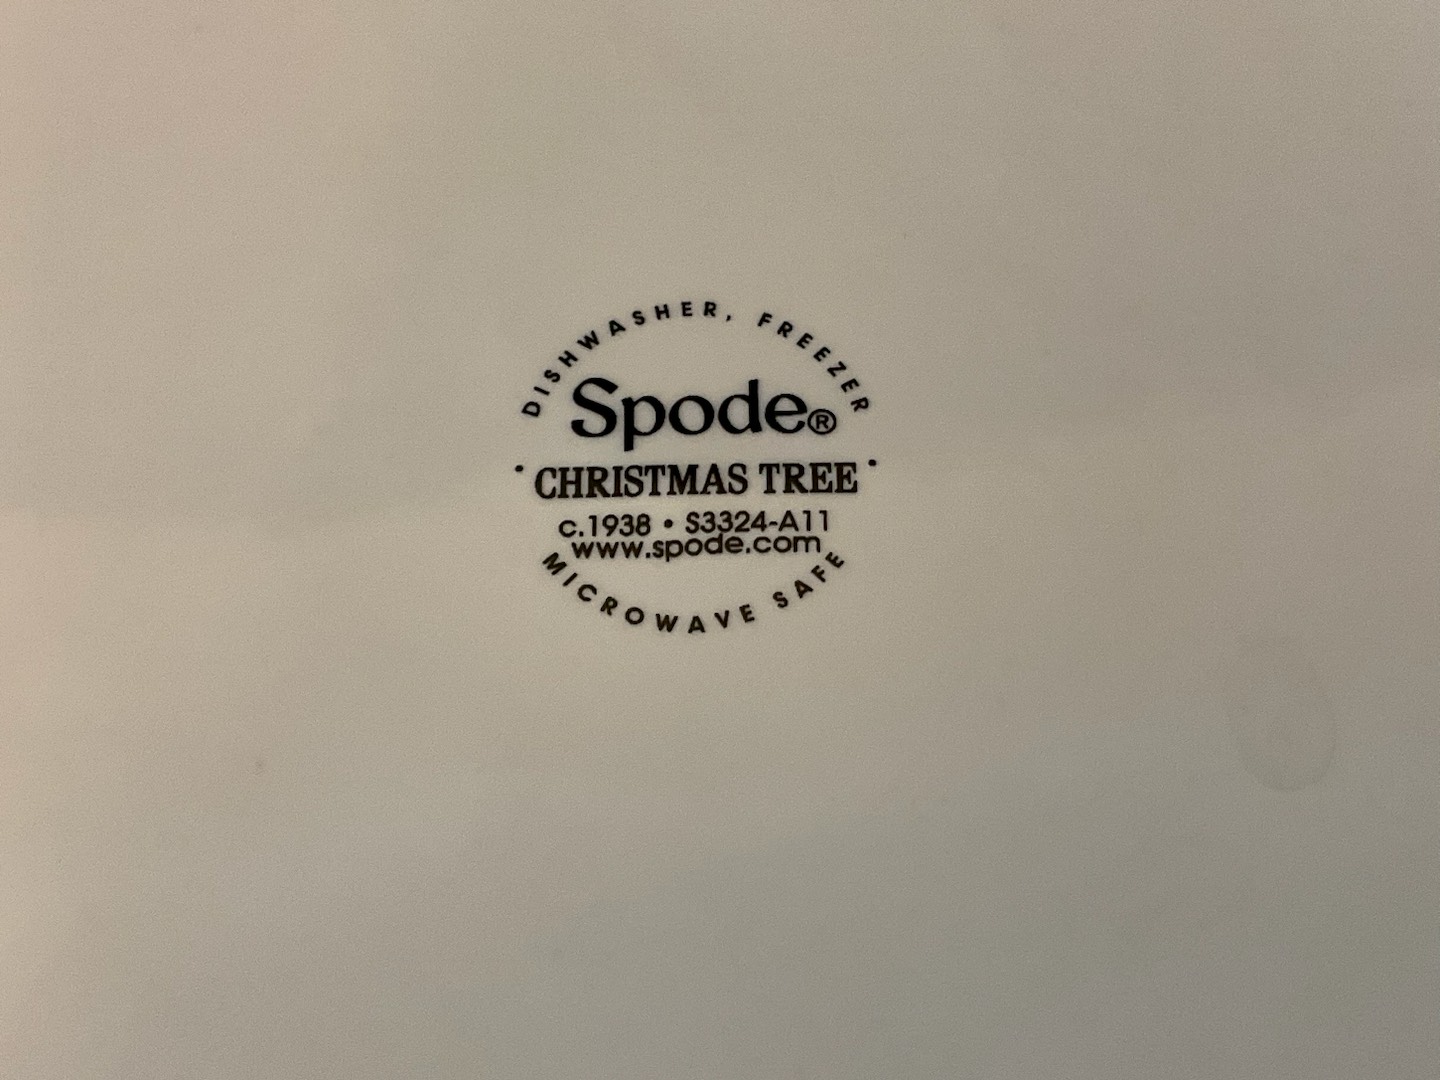 DISHWASHER, FREEZER
Spode®
· CHRISTMAS TREE ·
c.1938 • S3324-A11
www.spode.com
MICROWAVE SAFE